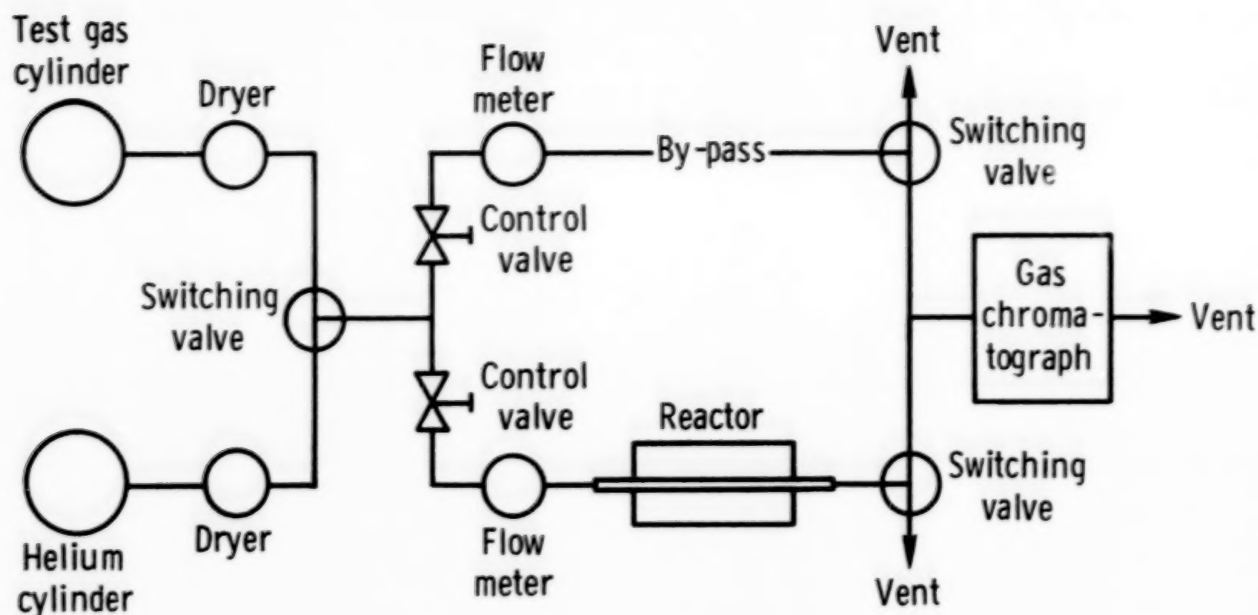 Test gas
cylinder
Dryer
Flow
meter
Vent
By-pass
Switching
valve
Control
valve
Switching
valve
Gas
chroma-
tograph
Vent
Control
valve
Reactor
Switching
valve
Helium
cylinder
Dryer
Flow
meter
Vent